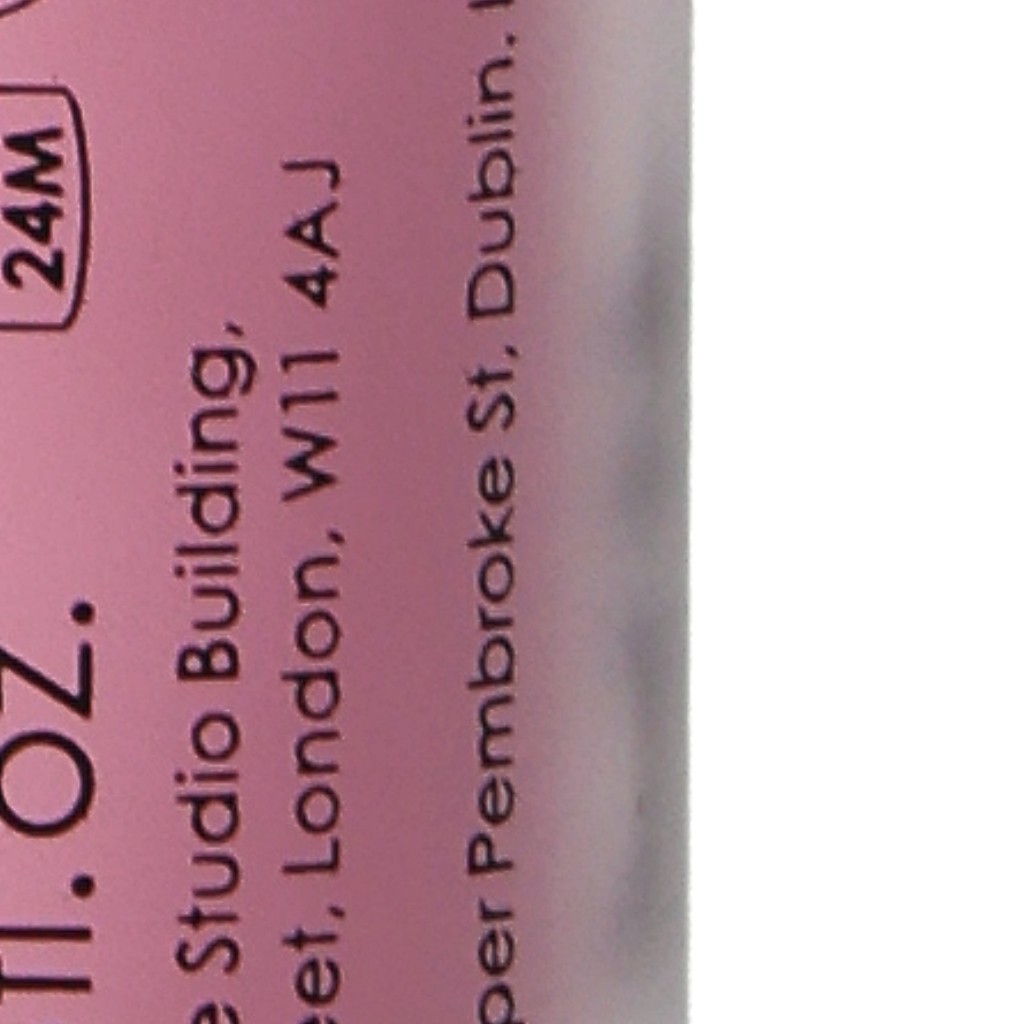 24M
fl. OZ.
e Studio Building,
eet, London, W11 4AJ
per Pembroke St, Dublin.